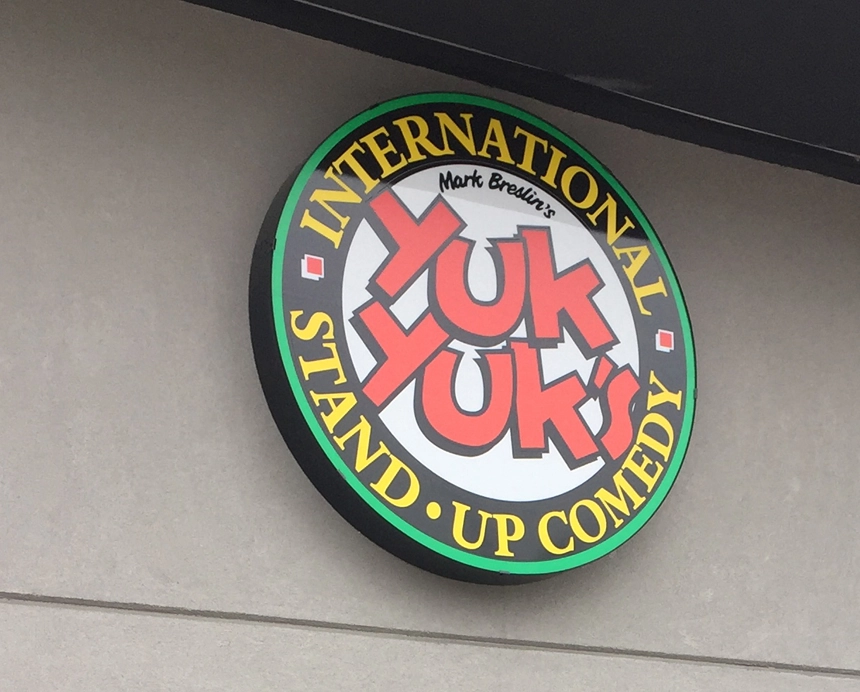 INTERNATIONAL
Mark Breslin's
Yuk
Yuk's
STAND·UP COMEDY